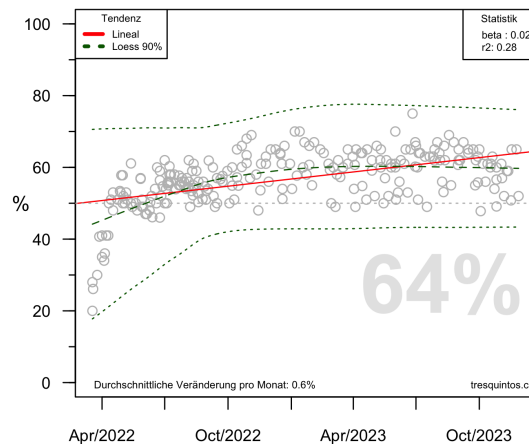 100
80
60
40
20
0
%
Tendenz
Lineal
Loess 90%
Statistik
beta : 0.02
r2: 0.28
64%
Durchschnittliche Veränderung pro Monat: 0.6%
tresquintos.c
Apr/2022
Oct/2022
Apr/2023
Oct/2023